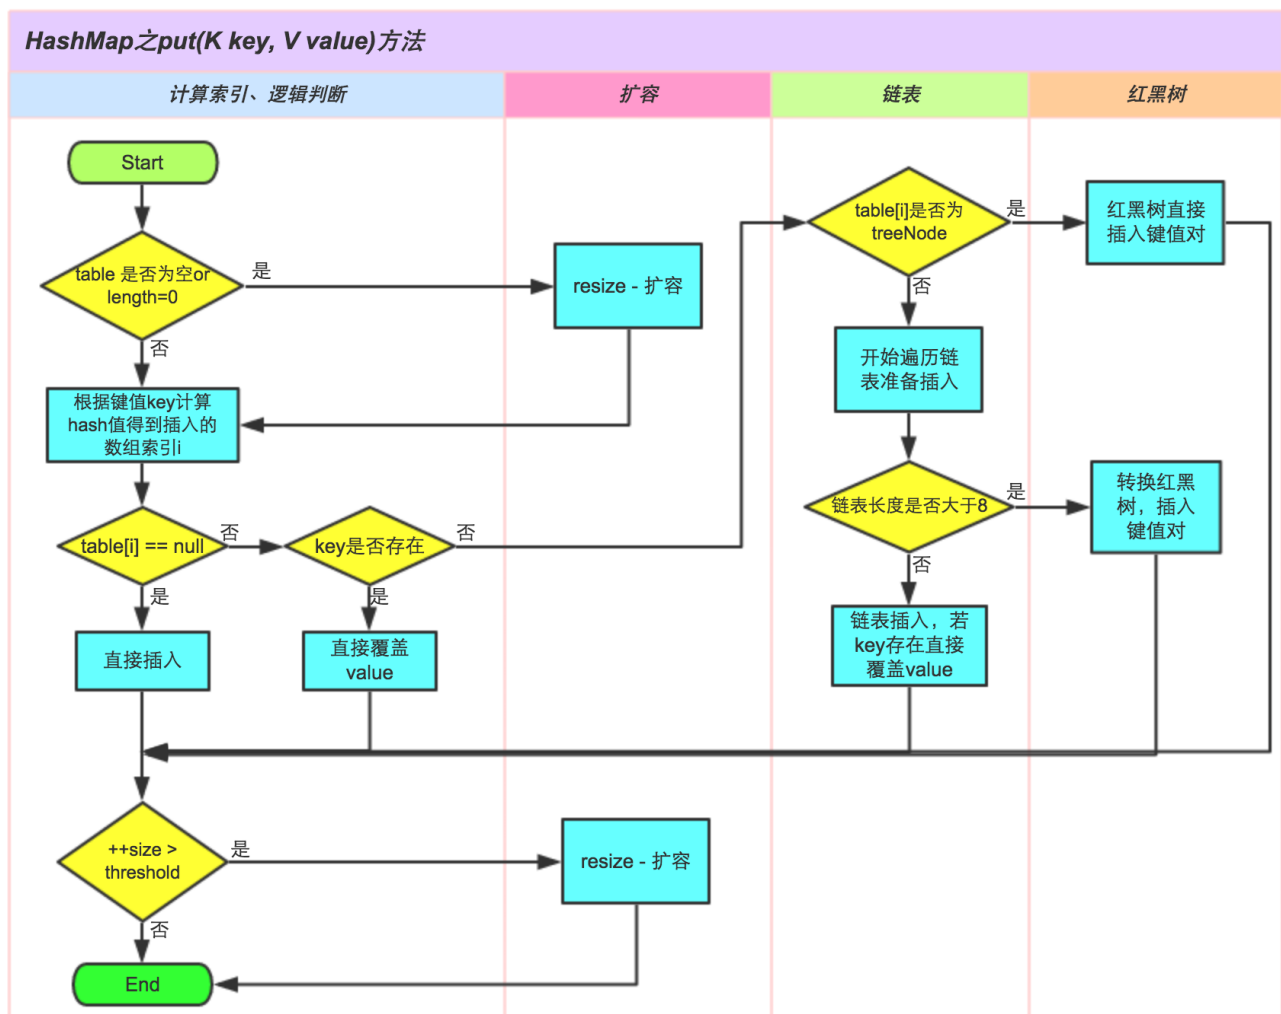 HashMap之put(K key, V value)方法
计算索引、逻辑判断
扩容
链表
红黑树
Start
table 是否为空or
length=0
是
否
resize - 扩容
根据键值key计算
hash值得到插入的
数组索引i
table[i] == null
否
是
key是否存在
否
是
直接插入
直接覆盖
value
table[i]是否为
treeNode
是
否
红黑树直接
插入键值对
开始遍历链
表准备插入
链表长度是否大于8
是
否
转换红黑
树，插入
键值对
链表插入，若
key存在直接
覆盖value
++size >
threshold
是
否
resize - 扩容
End